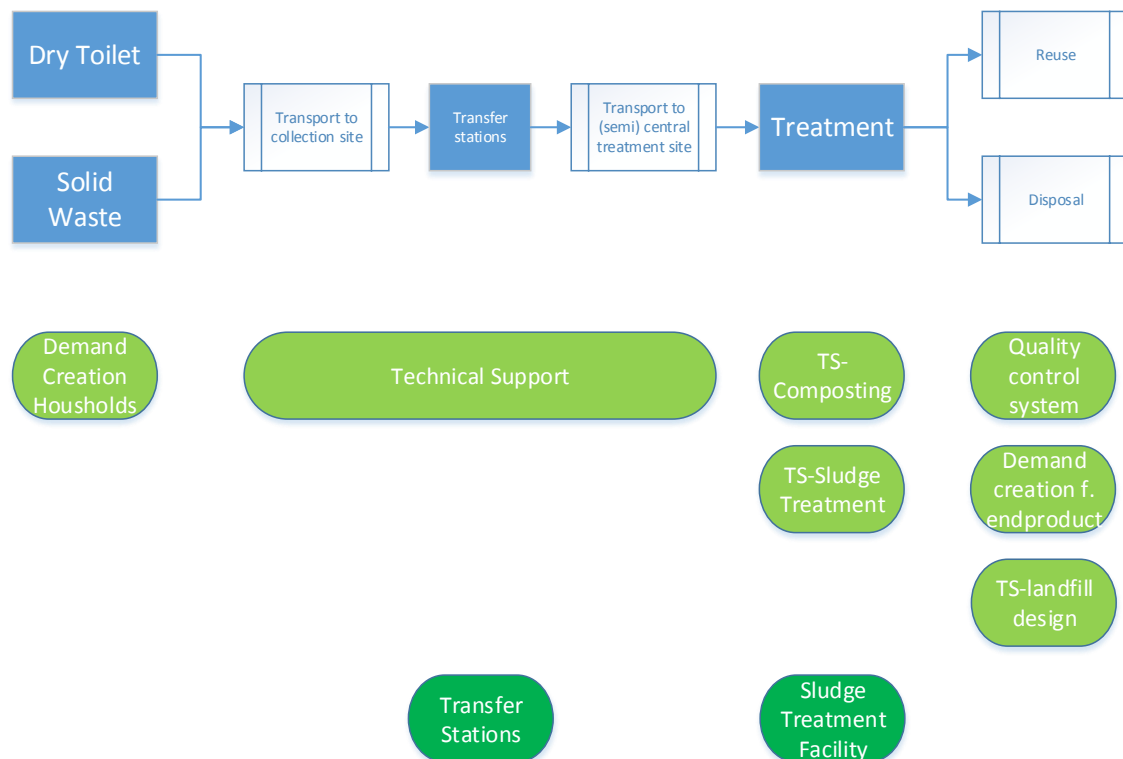 Dry Toilet
Solid
Waste
Transport to
collection site
Transfer
stations
Transport to
(semi) central
treatment site
Treatment
Reuse
Disposal
Demand
Creation
Housholds
Technical Support
TS-
Composting
Quality
control
system
TS-Sludge
Treatment
Demand
creation f.
endproduct
TS-landfill
design
Transfer
Stations
Sludge
Treatment
Facility